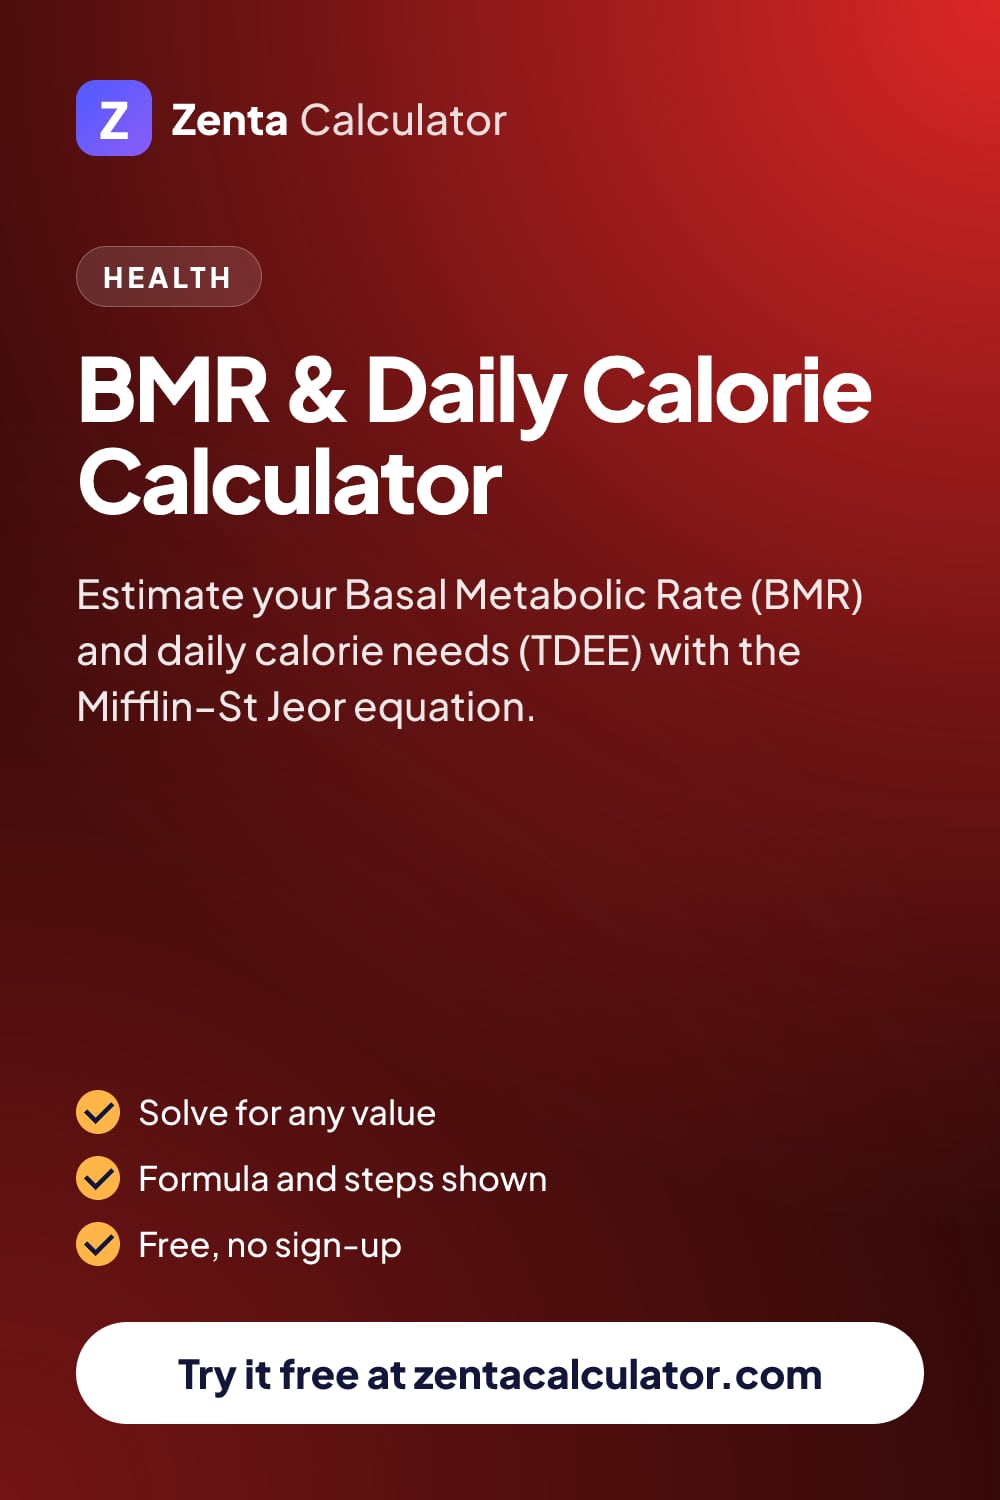 Z
Zenta Calculator
HEALTH
BMR & Daily Calorie
Calculator
Estimate your Basal Metabolic Rate (BMR)
and daily calorie needs (TDEE) with the
Mifflin–St Jeor equation.
Solve for any value
Formula and steps shown
Free, no sign-up
Try it free at zentacalculator.com